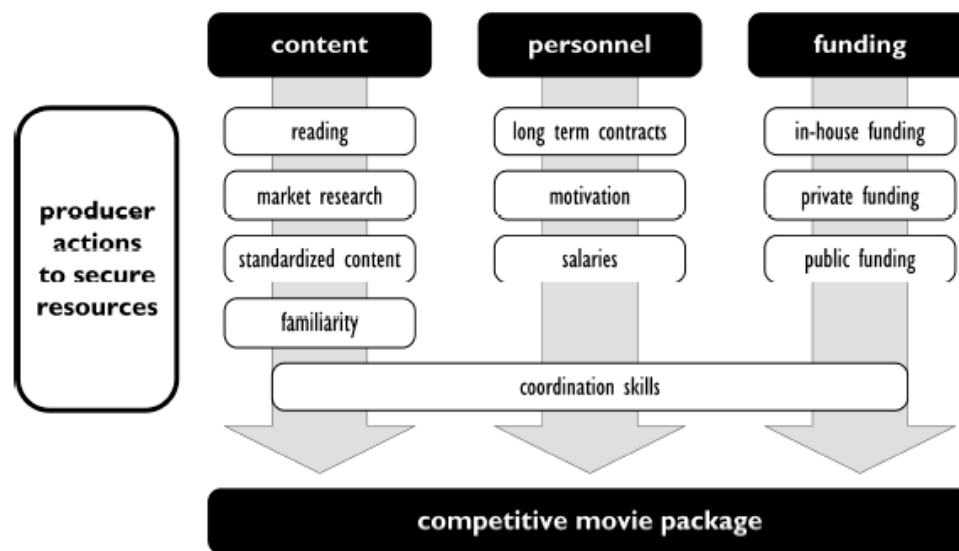 content
personnel
funding
producer
actions
to secure
resources
reading
long term contracts
in-house funding
market research
motivation
private funding
standardized content
salaries
public funding
familiarity
coordination skills
competitive movie package